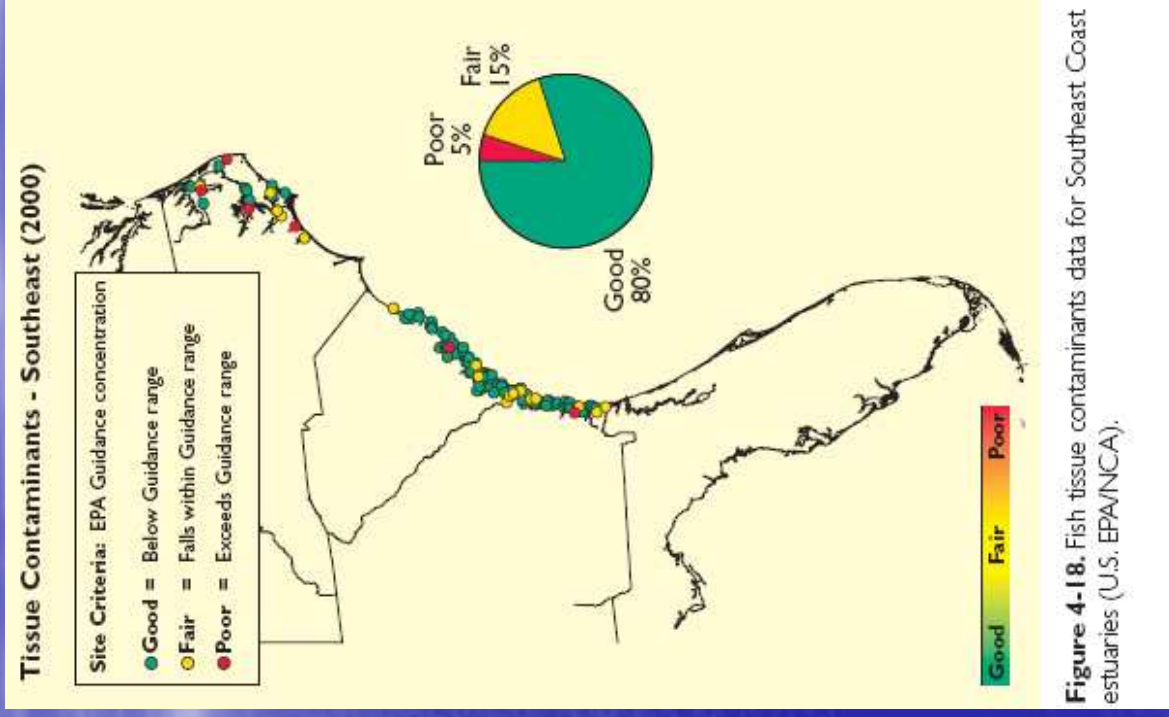 Tissue Contaminants - Southeast (2000)
Site Criteria: EPA Guidance concentration
Good = Below Guidance range
Fair = Falls within Guidance range
Poor = Exceeds Guidance range
Poor
5%
Fair
15%
Good
80%
Good Fair Poor
Figure 4-18. Fish tissue contaminants data for Southeast Coast
estuaries (U.S. EPA/NCA).